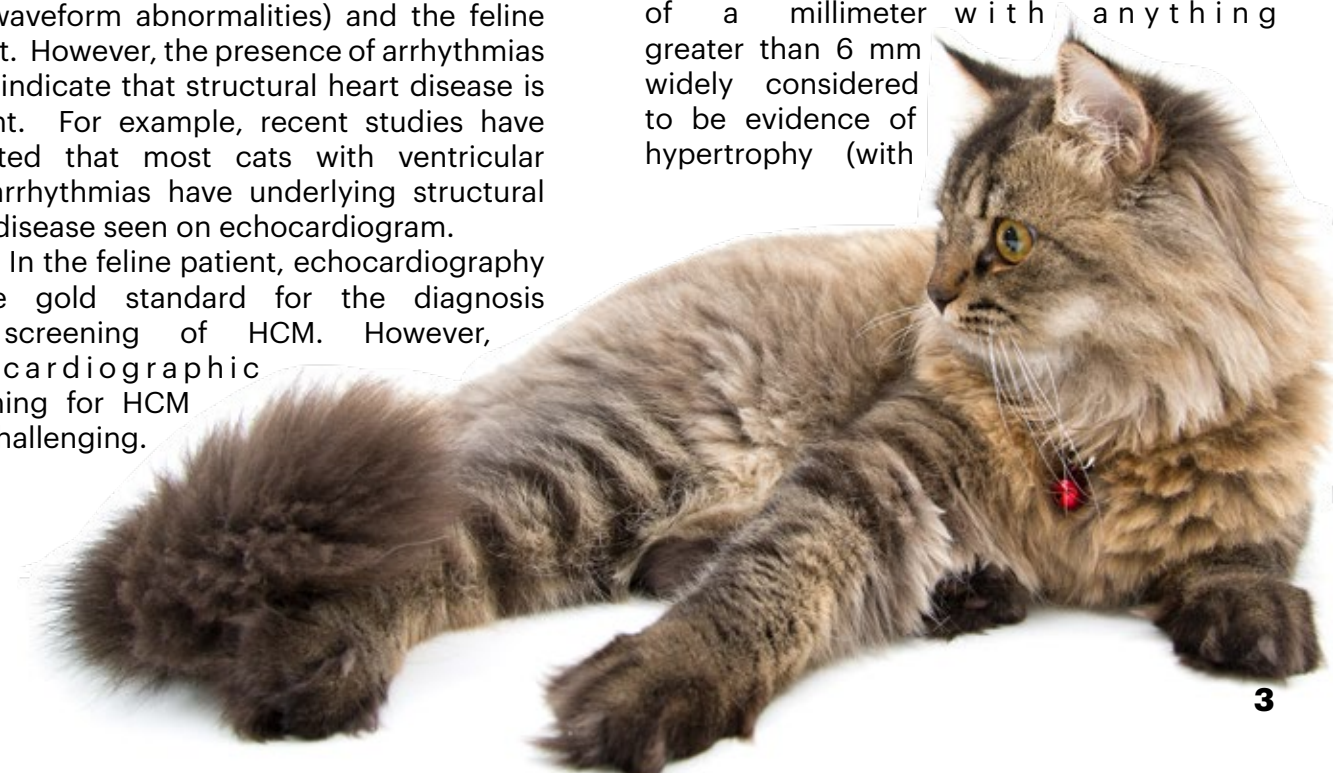 waveform abnormalities) and the feline
t. However, the presence of arrhythmias
indicate that structural heart disease is
nt. For example, recent studies have
ted that most cats with ventricular
arrhythmias have underlying structural
disease seen on echocardiogram.
In the feline patient, echocardiography
e gold standard for the diagnosis
screening of HCM. However,
cardiographic
ning for HCM
hallenging.
of a millimeter with anything
greater than 6 mm
widely considered
to be evidence of
hypertrophy (with
3